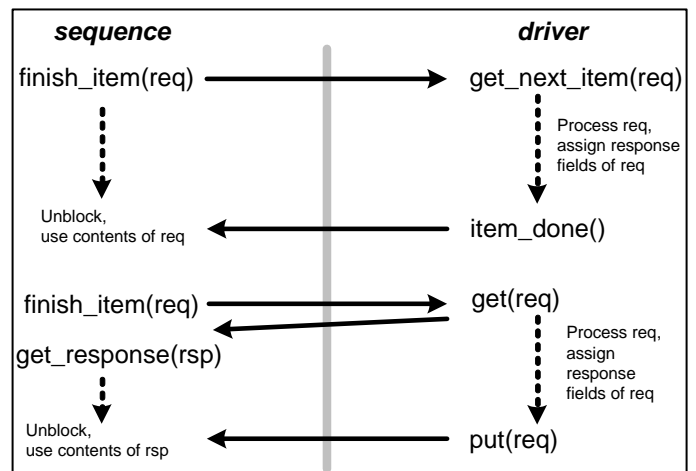 sequence
driver
finish_item(req)
get_next_item(req)
Process req,
assign response
fields of req
Unblock,
use contents of req
item_done()
finish_item(req)
get(req)
get_response(rsp)
Process req,
assign
response
fields of req
Unblock,
use contents of rsp
put(req)